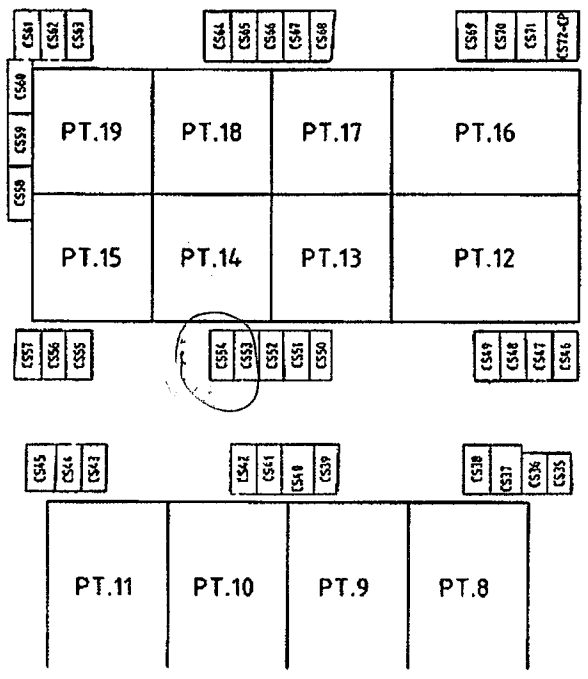 CS61 CS62 CS63
CS64 CS65 CS66 CS67 CS68
CS69 CS70 CS71 CS72-CP
CS60
CS59
CS58
PT.19 PT.18 PT.17 PT.16
PT.15 PT.14 PT.13 PT.12
CS57 CS56 CS55
CS54 CS53 CS52 CS51 CS50
CS49 CS48 CS47 CS46
CS45 CS44 CS43
CS42 CS41 CS40 CS39
CS38 CS37 CS36 CS35
PT.11 PT.10 PT.9 PT.8